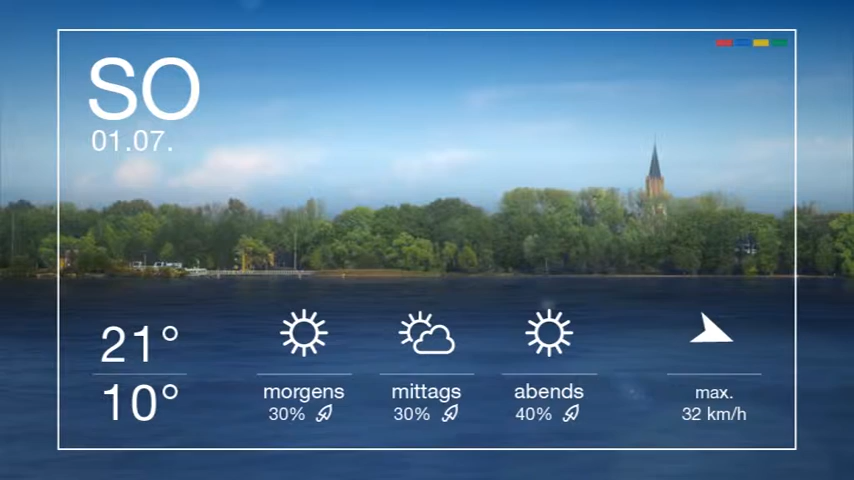 SO
01.07.
21°
10°
morgens
30%
mittags
30%
abends
40%
max.
32 km/h